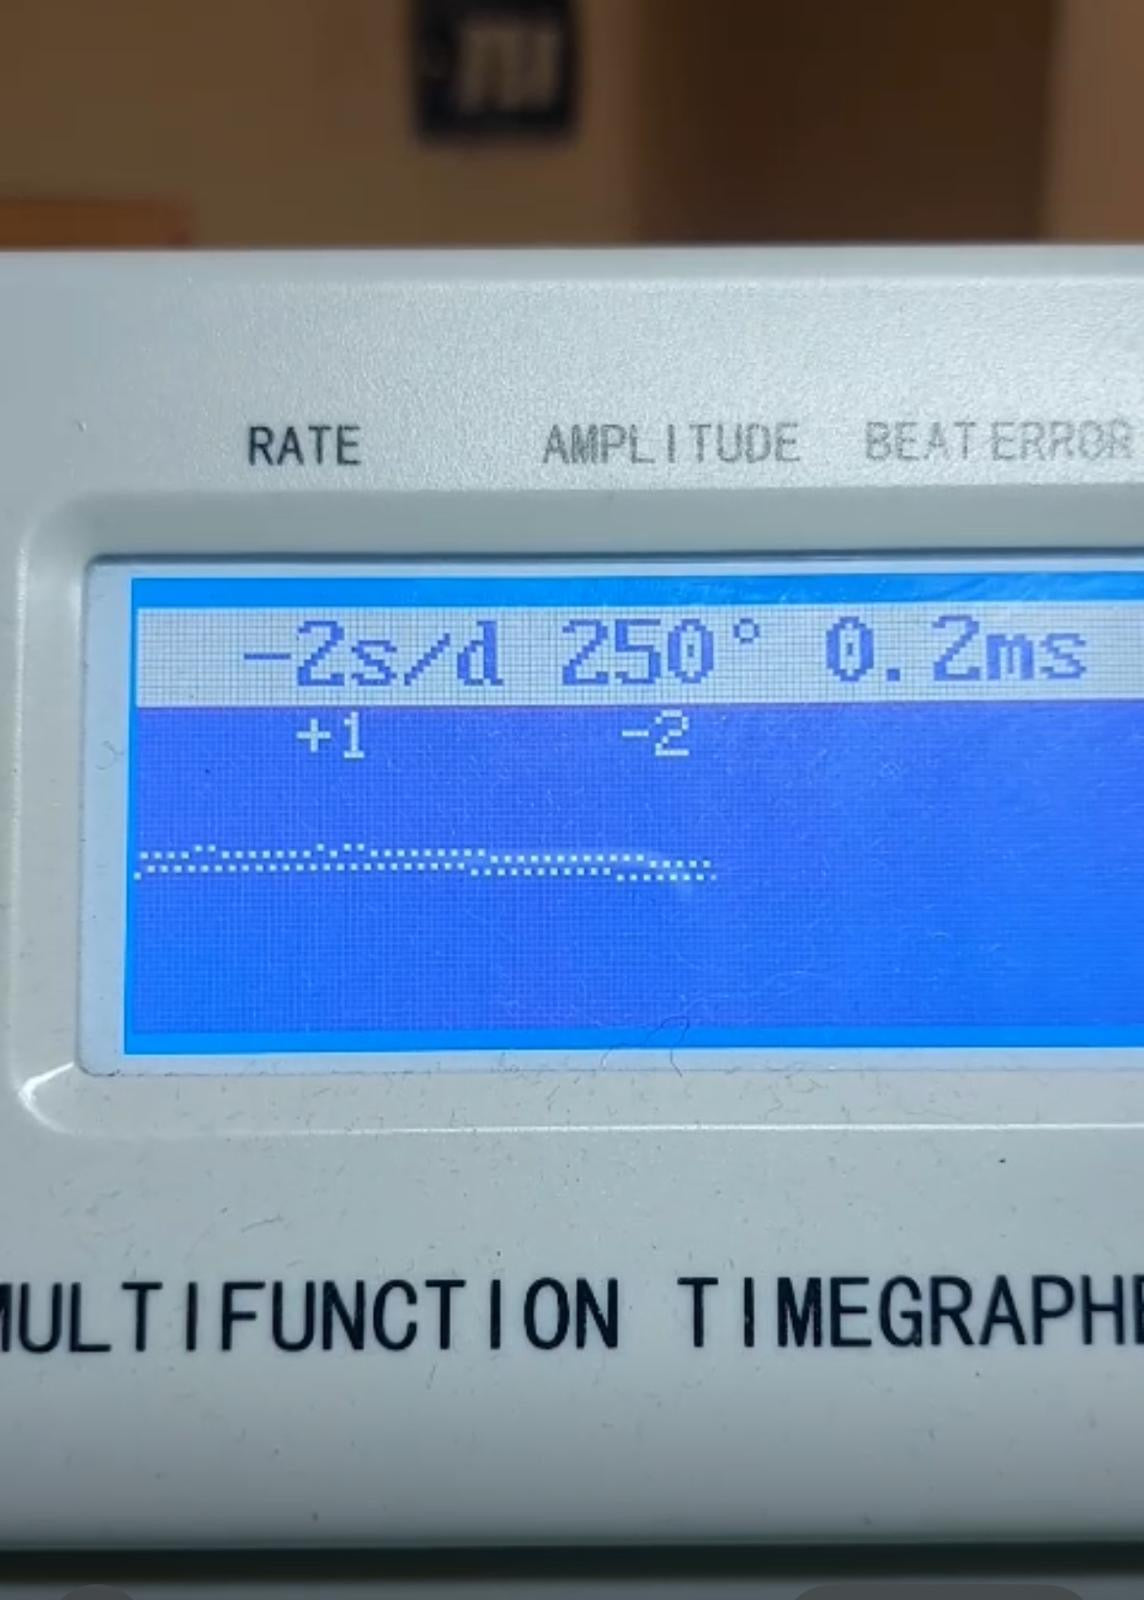 RATE AMPLITUDE BEAT ERROR
-2s/d 250° 0.2ms
+1 -2
MULTIFUNCTION TIMEGRAPHE